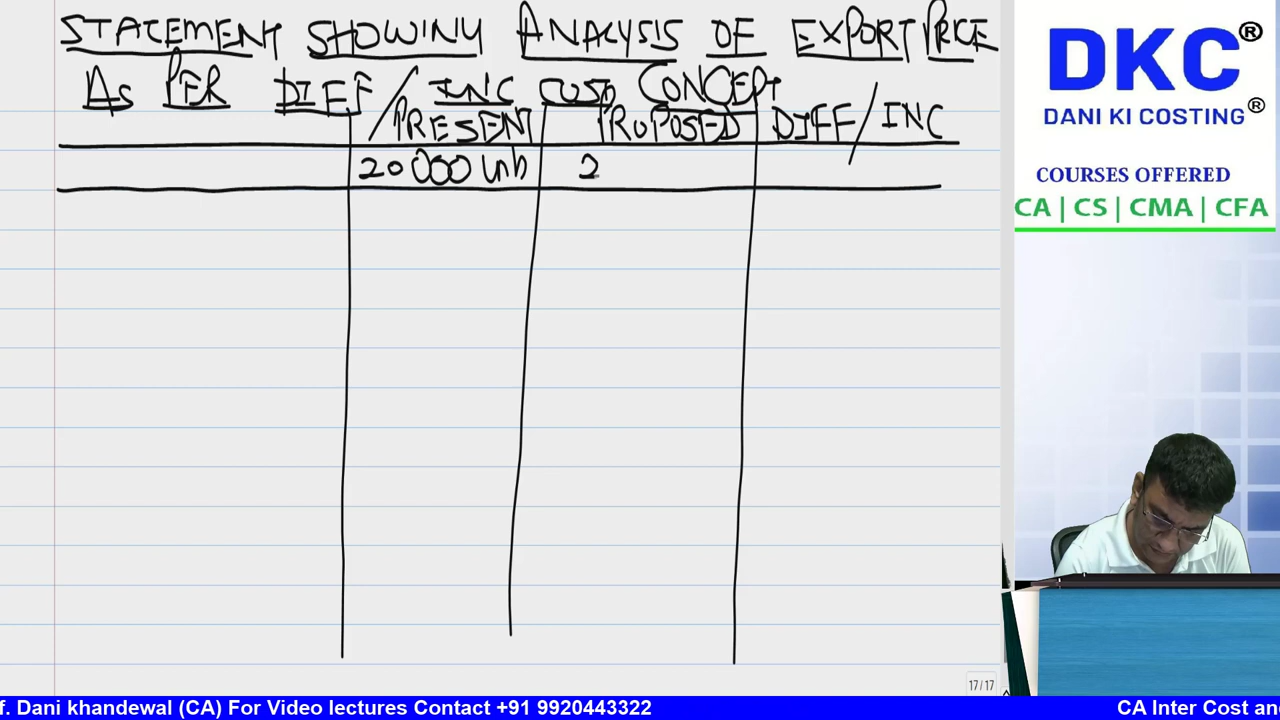 STATEMENT SHOWING ANALYSIS OF EXPORT PRICE
AS PER DIFF/INC COST CONCEPT
PRESENT PROPOSED DIFF/INC
20000 units 2
DKC®
DANI KI COSTING®
COURSES OFFERED
CA | CS | CMA | CFA
17/17
f. Dani khandewal (CA) For Video lectures Contact +91 9920443322
CA Inter Cost an